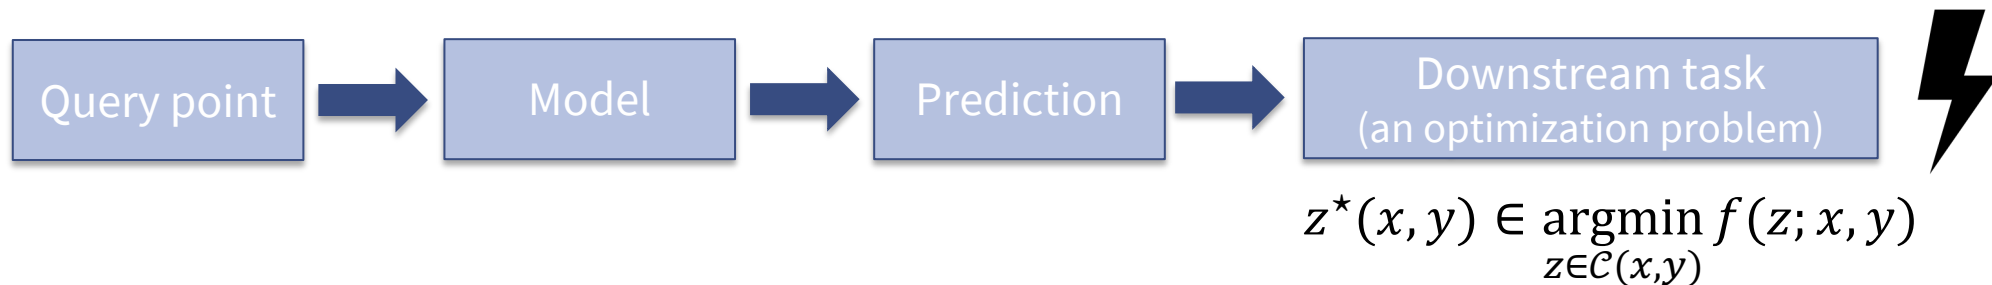 Query point
Model
Prediction
Downstream task
(an optimization problem)
z⋆(x, y) ∈ argmin f(z; x, y)
z∈𝒞(x,y)